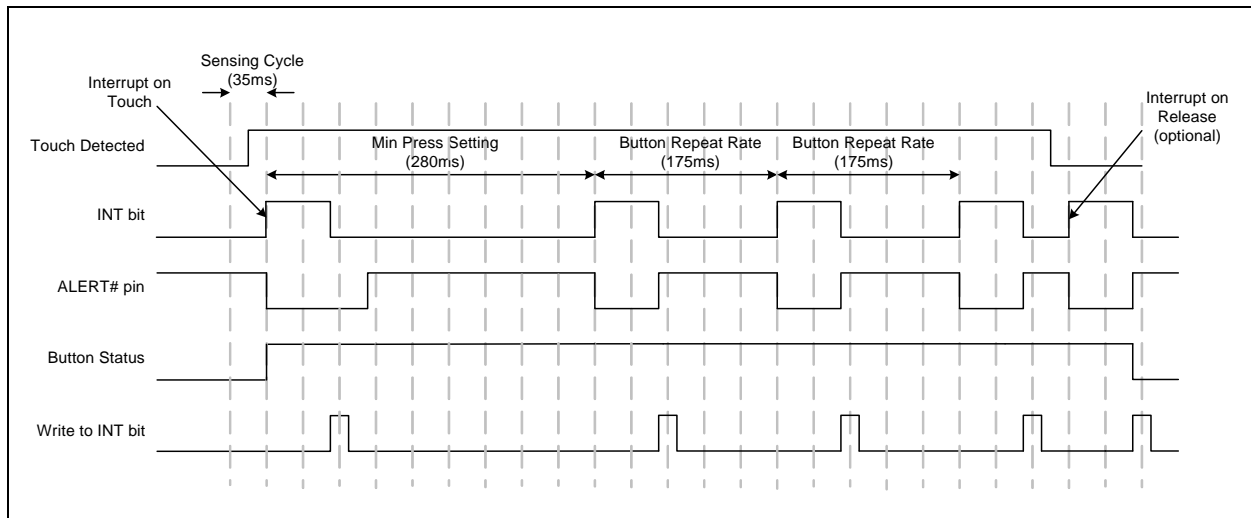 Sensing Cycle
(35ms)
Interrupt on
Touch
Interrupt on
Release
(optional)
Touch Detected
Min Press Setting
(280ms)
Button Repeat Rate
(175ms)
Button Repeat Rate
(175ms)
INT bit
ALERT# pin
Button Status
Write to INT bit